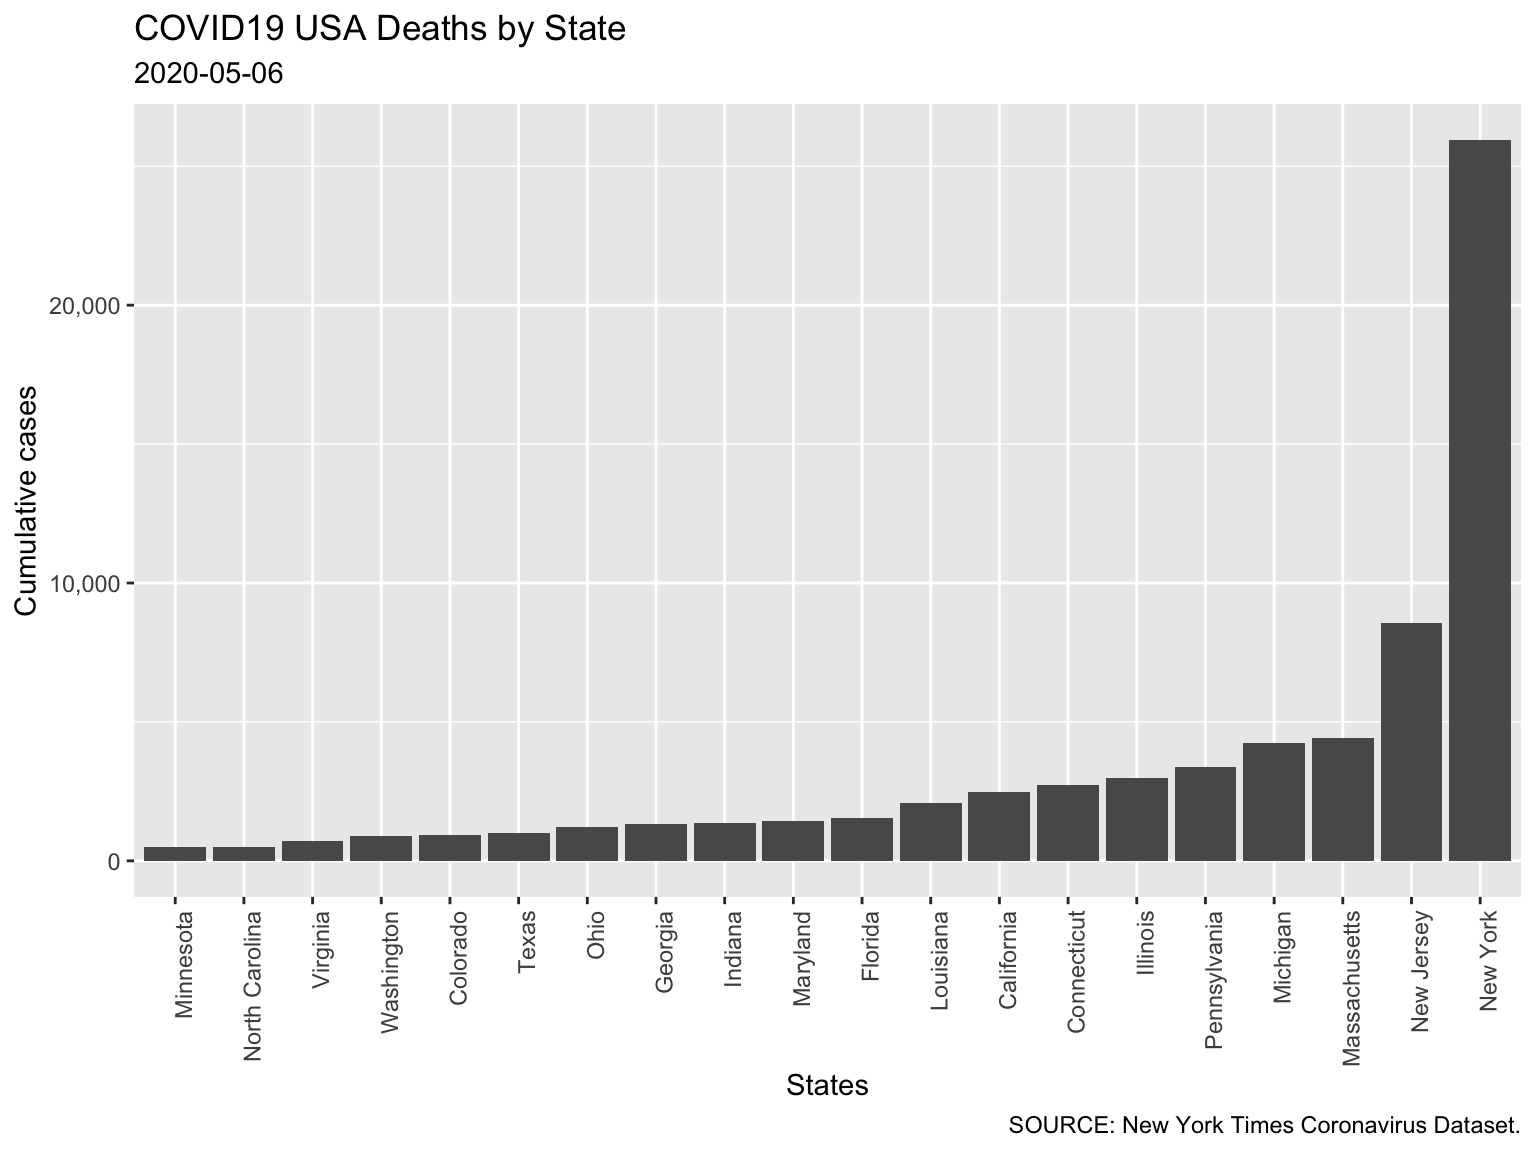 COVID19 USA Deaths by State
2020-05-06
Cumulative cases
20,000
10,000
0
Minnesota
North Carolina
Virginia
Washington
Colorado
Texas
Ohio
Georgia
Indiana
Maryland
Florida
Louisiana
California
Connecticut
Illinois
Pennsylvania
Michigan
Massachusetts
New Jersey
New York
States
SOURCE: New York Times Coronavirus Dataset.